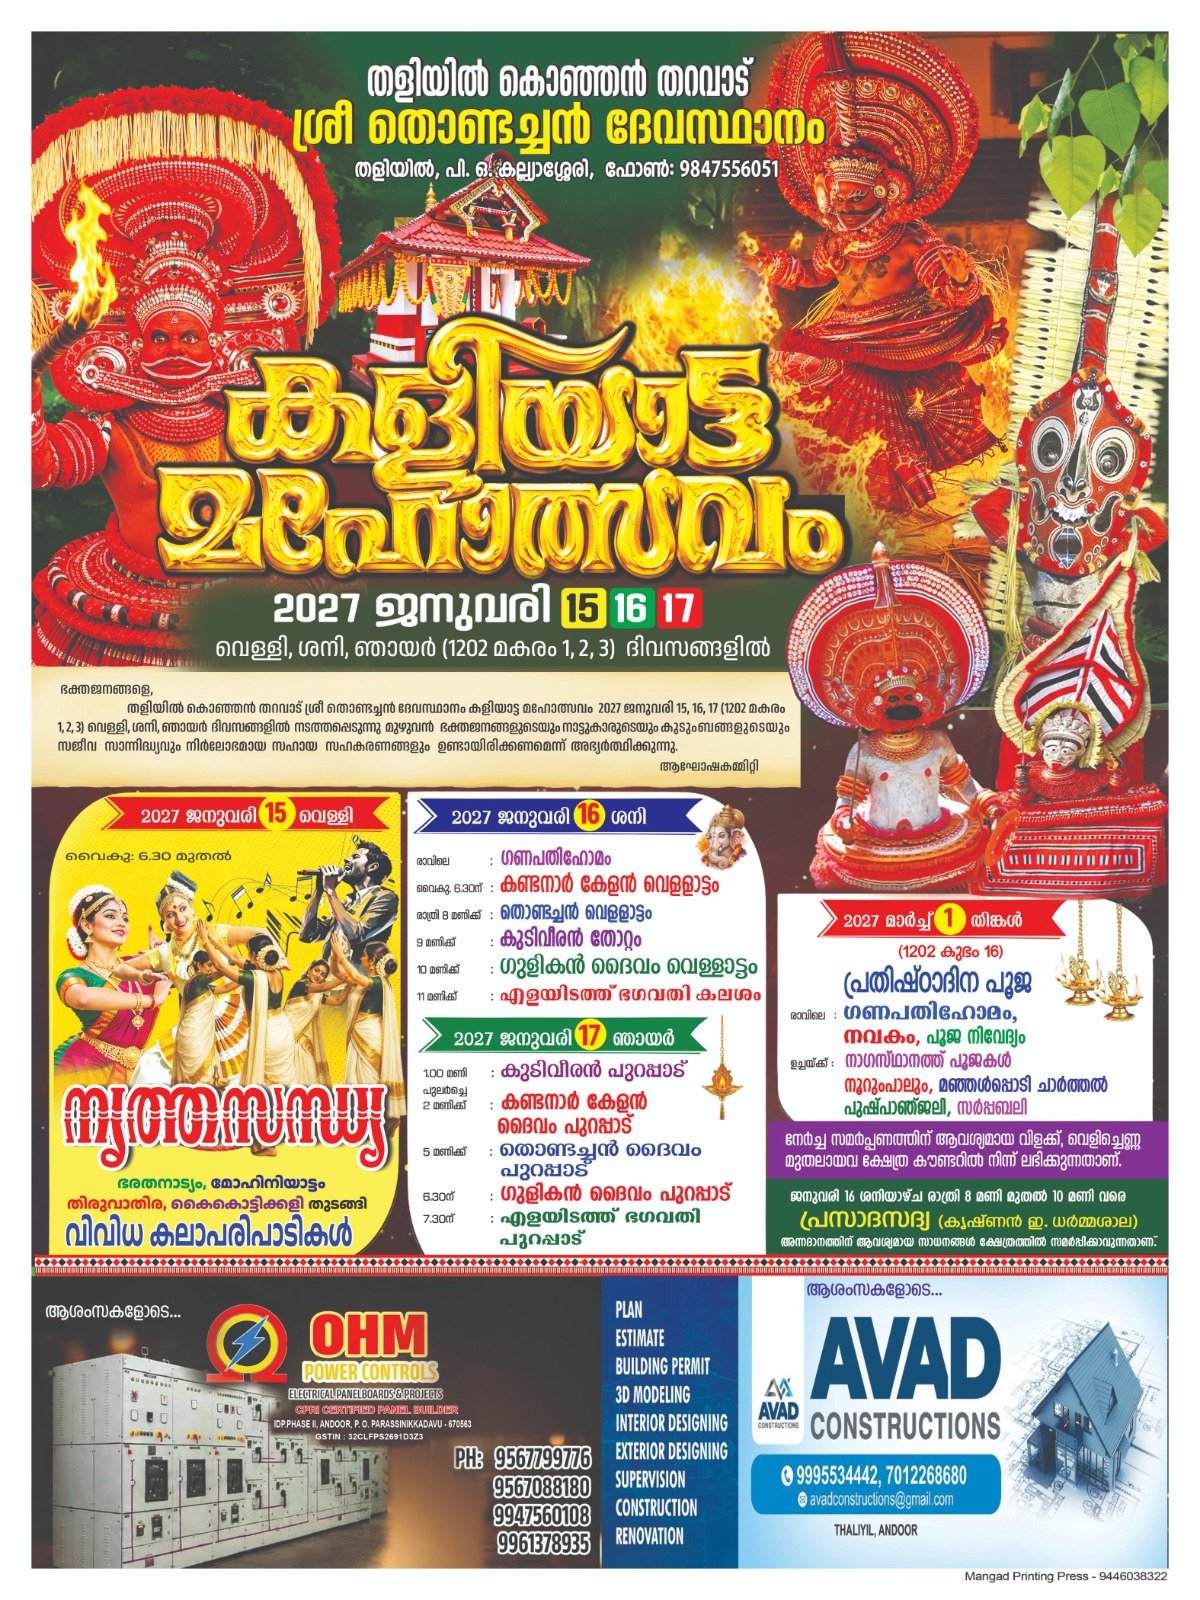 തളിയിൽ കൊഞ്ഞൻ തറവാട്
ശ്രീ തൊണ്ടച്ചൻ ദേവസ്ഥാനം
തളിയിൽ, പി. ഒ. കല്ല്യാശ്ശേരി, ഫോൺ: 9847556051
കളിയാട്ട
മഹോത്സവം
2027 ജനുവരി 15 16 17
വെള്ളി, ശനി, ഞായർ (1202 മകരം 1, 2, 3) ദിവസങ്ങളിൽ
ഭക്തജനങ്ങളെ,
തളിയിൽ കൊഞ്ഞൻ തറവാട് ശ്രീ തൊണ്ടച്ചൻ ദേവസ്ഥാനം കളിയാട്ട മഹോത്സവം 2027 ജനുവരി 15, 16, 17 (1202 മകരം
1, 2, 3) വെള്ളി, ശനി, ഞായർ ദിവസങ്ങളിൽ നടത്തപ്പെടുന്നു മുഴുവൻ ഭക്തജനങ്ങളുടെയും നാട്ടുകാരുടെയും കുടുംബങ്ങളുടെയും
സജീവ സാന്നിദ്ധ്യവും നിർലോഭമായ സഹായ സഹകരണങ്ങളും ഉണ്ടായിരിക്കണമെന്ന് അഭ്യർത്ഥിക്കുന്നു.
ആഘോഷകമ്മിറ്റി
2027 ജനുവരി 15 വെള്ളി
വൈകു: 6.30 മുതൽ
നൃത്തസന്ധ്യ
ഭരതനാട്യം, മോഹിനിയാട്ടം
തിരുവാതിര, കൈകൊട്ടിക്കളി തുടങ്ങി
വിവിധ കലാപരിപാടികൾ
2027 ജനുവരി 16 ശനി
രാവിലെ : ഗണപതിഹോമം
വൈകു. 6.30ന് : കണ്ടനാർ കേളൻ വെളളാട്ടം
രാത്രി 8 മണിക്ക് : തൊണ്ടച്ചൻ വെളളാട്ടം
9 മണിക്ക് : കുടിവീരൻ തോറ്റം
10 മണിക്ക് : ഗുളികൻ ദൈവം വെള്ളാട്ടം
11 മണിക്ക് : എളയിടത്ത് ഭഗവതി കലശം
2027 ജനുവരി 17 ഞായർ
1.00 മണി : കുടിവീരൻ പുറപ്പാട്
പുലർച്ചെ
2 മണിക്ക് : കണ്ടനാർ കേളൻ
ദൈവം പുറപ്പാട്
5 മണിക്ക് : തൊണ്ടച്ചൻ ദൈവം
പുറപ്പാട്
6.30ന് : ഗുളികൻ ദൈവം പുറപ്പാട്
7.30ന് : എളയിടത്ത് ഭഗവതി
പുറപ്പാട്
2027 മാർച്ച് 1 തിങ്കൾ
(1202 കുഭം 16)
പ്രതിഷ്ഠാദിന പൂജ
രാവിലെ : ഗണപതിഹോമം,
നവകം, പൂജ നിവേദ്യം
ഉച്ചയ്ക്ക് : നാഗസ്ഥാനത്ത് പൂജകൾ
നൂറുംപാലും, മഞ്ഞൾപ്പൊടി ചാർത്തൽ
പുഷ്പാഞ്ജലി, സർപ്പബലി
നേർച്ച സമർപ്പണത്തിന് ആവശ്യമായ വിളക്ക്, വെളിച്ചെണ്ണ
മുതലായവ ക്ഷേത്ര കൗണ്ടറിൽ നിന്ന് ലഭിക്കുന്നതാണ്.
ജനുവരി 16 ശനിയാഴ്ച രാത്രി 8 മണി മുതൽ 10 മണി വരെ
പ്രസാദസദ്യ (കൃഷ്ണൻ ഇ. ധർമ്മശാല)
അന്നദാനത്തിന് ആവശ്യമായ സാധനങ്ങൾ ക്ഷേത്രത്തിൽ സമർപ്പിക്കാവുന്നതാണ്.
ആശംസകളോടെ...
OHM
POWER CONTROLS
ELECTRICAL PANELBOARDS & PROJECTS
CPRI CERTIFIED PANEL BUILDER
IDP.PHASE II, ANDOOR, P. O. PARASSINIKKADAVU - 670563
GSTIN : 32CLFPS2691D3Z3
PH: 9567799776
9567088180
9947560108
9961378935
PLAN
ESTIMATE
BUILDING PERMIT
3D MODELING
INTERIOR DESIGNING
EXTERIOR DESIGNING
SUPERVISION
CONSTRUCTION
RENOVATION
ആശംസകളോടെ...
AVAD
CONSTRUCTIONS
AVAD
CONSTRUCTIONS
9995534442, 7012268680
avadconstructions@gmail.com
THALIYIL, ANDOOR
Mangad Printing Press - 9446038322